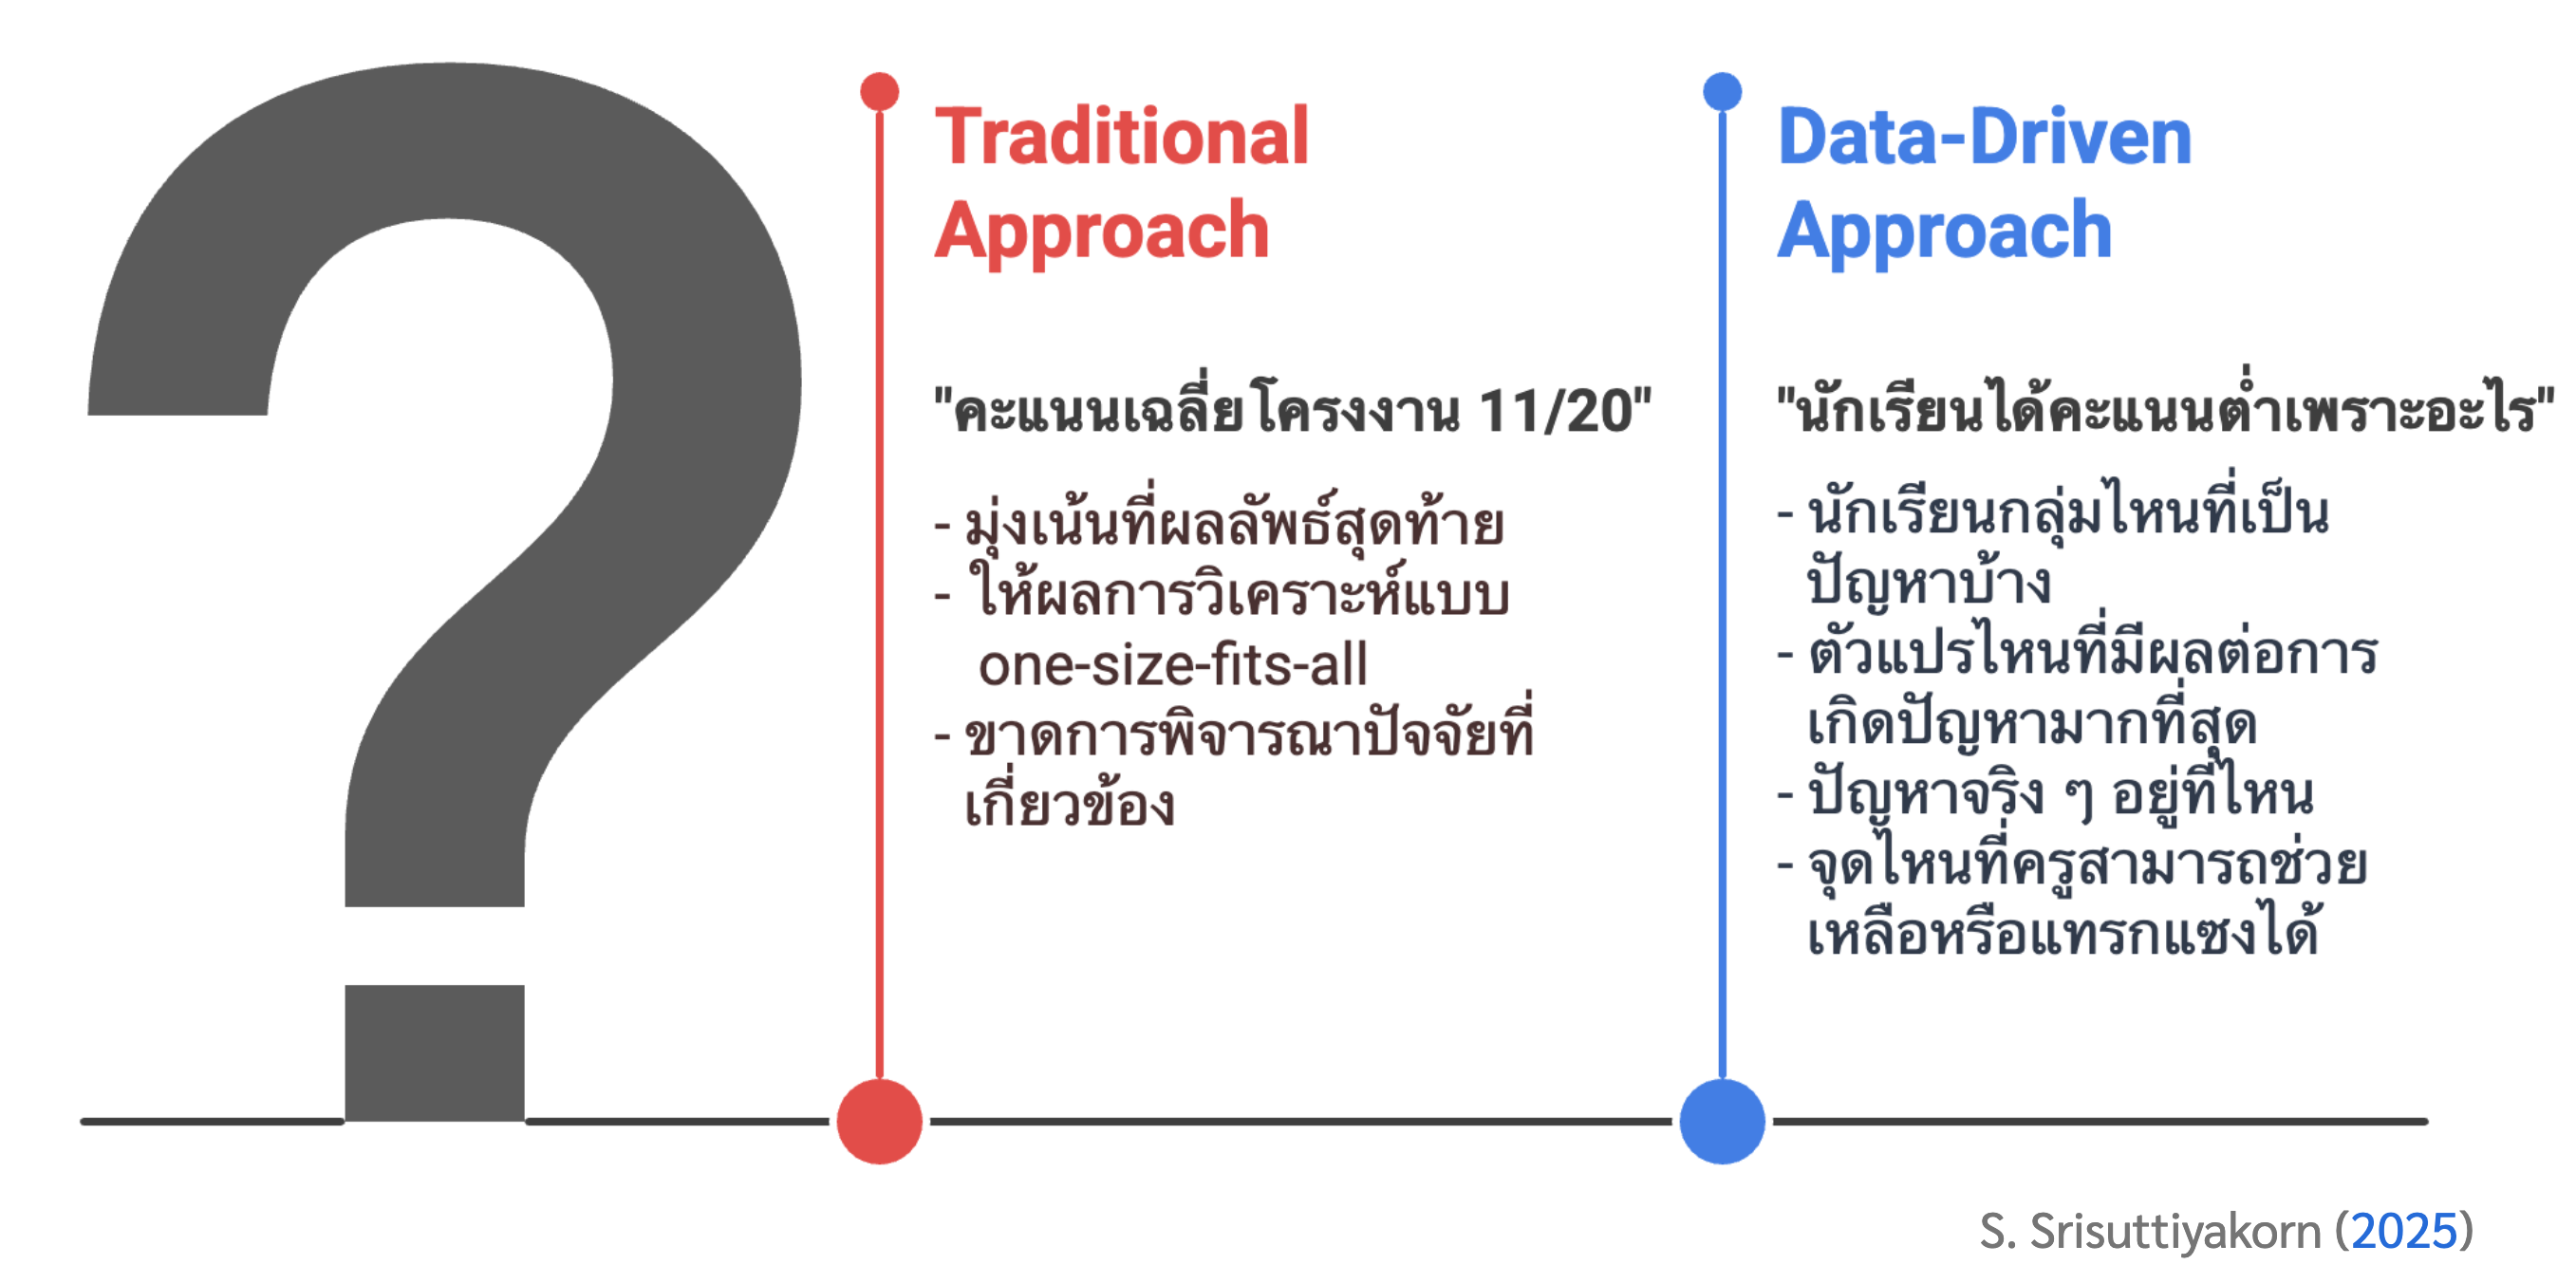 Traditional
Approach
"คะแนนเฉลี่ยโครงงาน 11/20"
- มุ่งเน้นที่ผลลัพธ์สุดท้าย
- ให้ผลการวิเคราะห์แบบ
one-size-fits-all
- ขาดการพิจารณาปัจจัยที่
เกี่ยวข้อง
Data-Driven
Approach
"นักเรียนได้คะแนนต่ำเพราะอะไร"
- นักเรียนกลุ่มไหนที่เป็น
ปัญหาบ้าง
- ตัวแปรไหนที่มีผลต่อการ
เกิดปัญหามากที่สุด
- ปัญหาจริง ๆ อยู่ที่ไหน
- จุดไหนที่ครูสามารถช่วย
เหลือหรือแทรกแซงได้
S. Srisuttiyakorn (2025)